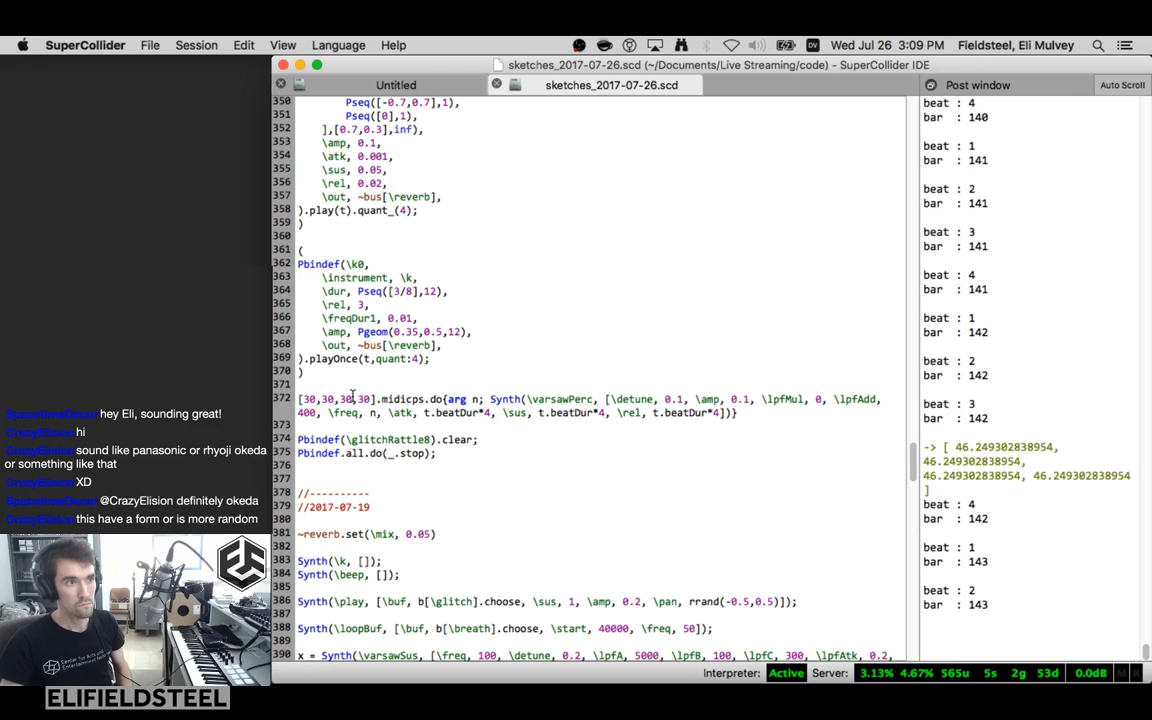 SuperCollider File Session Edit View Language Help Wed Jul 26 3:09 PM Fieldsteel, Eli Mulvey
sketches_2017-07-26.scd (~/Documents/Live Streaming/code) - SuperCollider IDE
Untitled sketches_2017-07-26.scd Post window Auto Scroll
350 Pseq([-0.7,0.7],1),
351 Pseq([0],1),
352 ],[0.7,0.3],inf),
353 \amp, 0.1,
354 \atk, 0.001,
355 \sus, 0.05,
356 \rel, 0.02,
357 \out, ~bus[\reverb],
358 ).play(t).quant_(4);
359 )
360
361 (
362 Pbindef(\k0,
363 \instrument, \k,
364 \dur, Pseq([3/8],12),
365 \rel, 3,
366 \freqDur1, 0.01,
367 \amp, Pgeom(0.35,0.5,12),
368 \out, ~bus[\reverb],
369 ).playOnce(t,quant:4);
370 )
371
372 [30,30,30,30].midicps.do{arg n; Synth(\varsawPerc, [\detune, 0.1, \amp, 0.1, \lpfMul, 0, \lpfAdd,
400, \freq, n, \atk, t.beatDur*4, \sus, t.beatDur*4, \rel, t.beatDur*4])}
373
374 Pbindef(\glitchRattle8).clear;
375 Pbindef.all.do(_.stop);
376
377
378 //----------
379 //2017-07-19
380
381 ~reverb.set(\mix, 0.05)
382
383 Synth(\k, []);
384 Synth(\beep, []);
385
386 Synth(\play, [\buf, b[\glitch].choose, \sus, 1, \amp, 0.2, \pan, rrand(-0.5,0.5)]);
387
388 Synth(\loopBuf, [\buf, b[\breath].choose, \start, 40000, \freq, 50]);
389
390 x = Synth(\varsawSus, [\freq, 100, \detune, 0.2, \lpfA, 5000, \lpfB, 100, \lpfC, 300, \lpfAtk, 0.2,
beat : 4
bar : 140
beat : 1
bar : 141
beat : 2
bar : 141
beat : 3
bar : 141
beat : 4
bar : 141
beat : 1
bar : 142
beat : 2
bar : 142
beat : 3
bar : 142
-> [ 46.249302838954,
46.249302838954,
46.249302838954, 46.249302838954
]
beat : 4
bar : 142
beat : 1
bar : 143
beat : 2
bar : 143
SpacetimeDecor hey Eli, sounding great!
CrazyElision hi
CrazyElision sound like panasonic or rhyoji okeda
or something like that
CrazyElision XD
SpacetimeDecor @CrazyElision definitely okeda
CrazyElision this have a form or is more random
ELIFIELDSTEEL
Interpreter: Active Server: 3.13% 4.67% 565u 5s 2g 53d 0.0dB M R